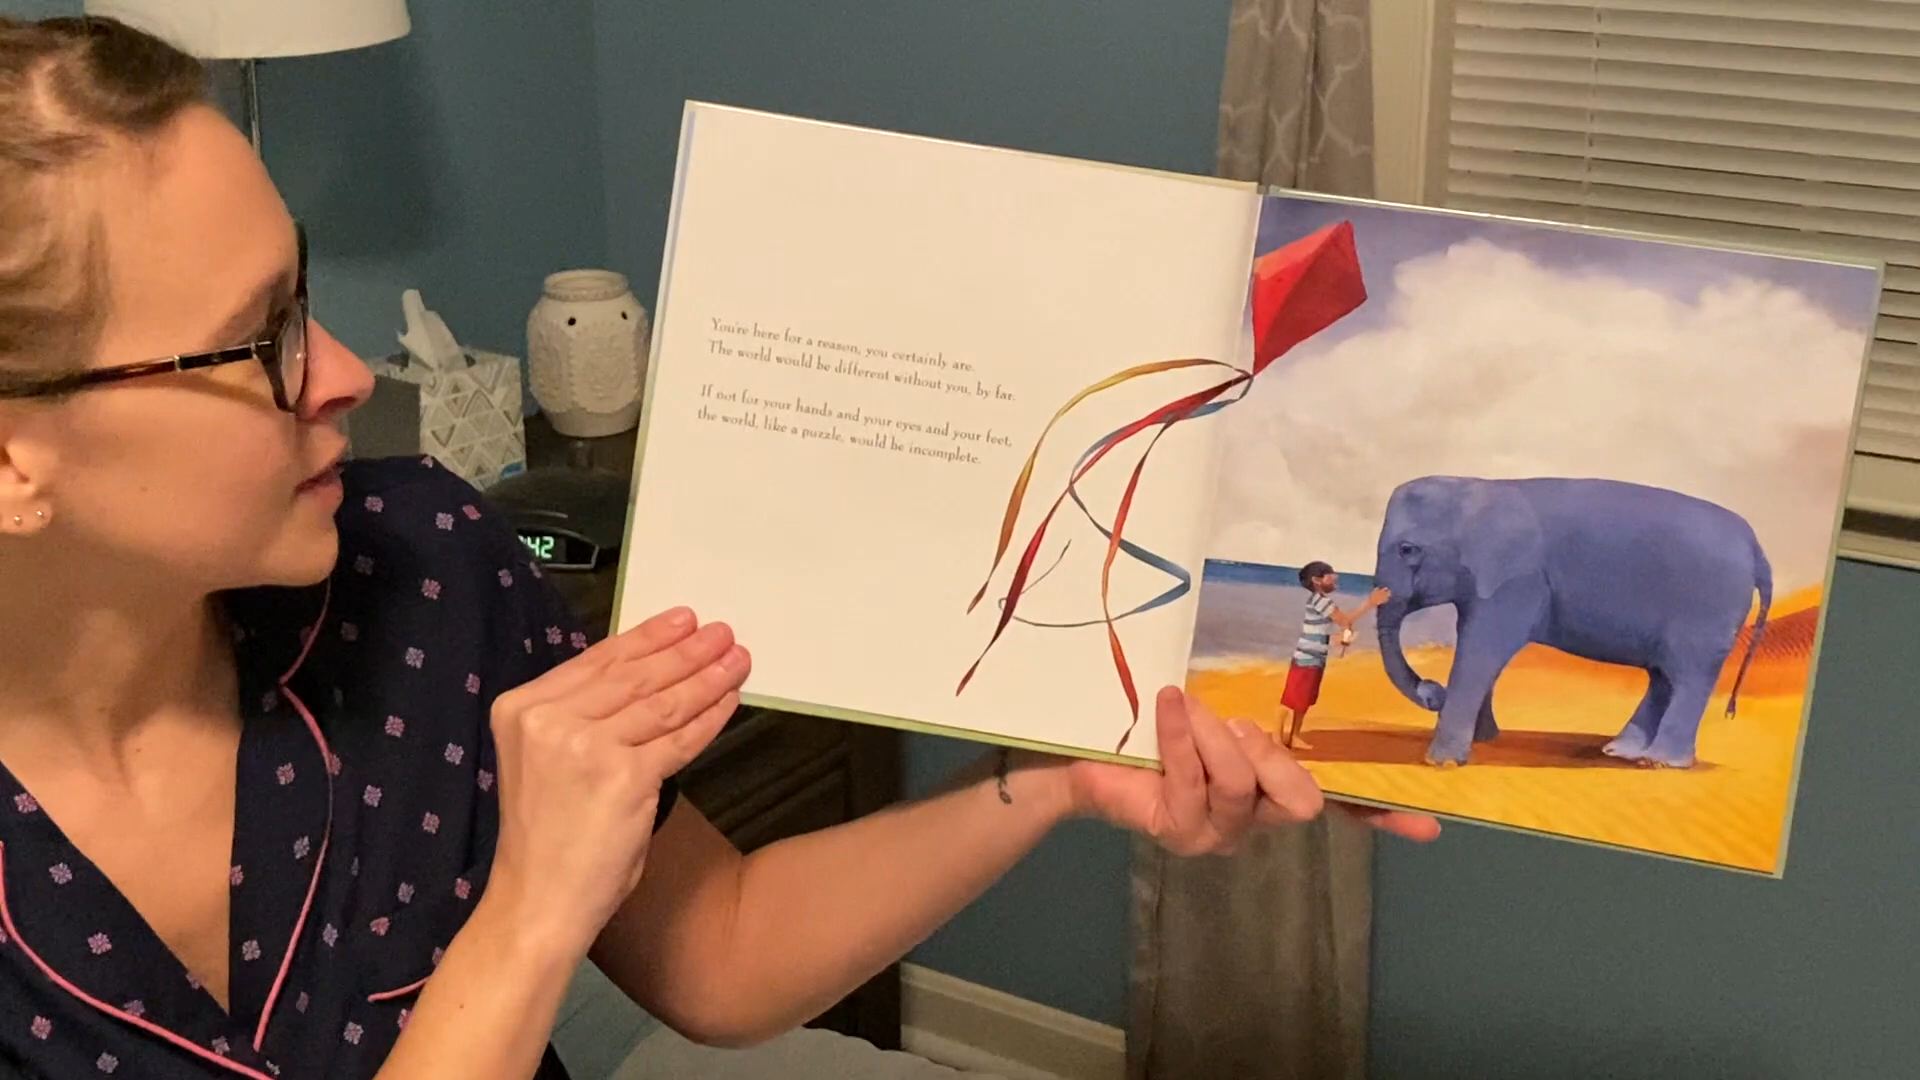 You're here for a reason, you certainly are.
The world would be different without you, by far.
If not for your hands and your eyes and your feet,
the world, like a puzzle, would be incomplete.
42